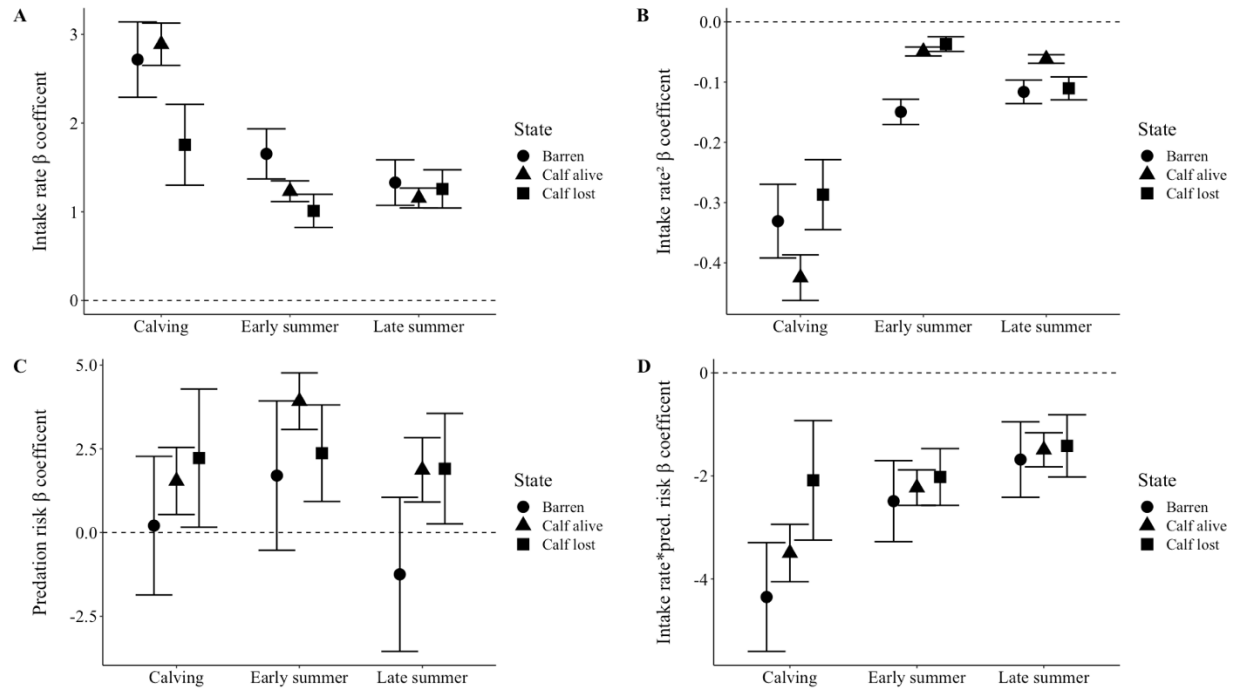 A
Intake rate β coefficent
3
2
1
0
Calving
Early summer
Late summer
State
Barren
Calf alive
Calf lost
B
Intake rate² β coefficent
0.0
-0.1
-0.2
-0.3
-0.4
Calving
Early summer
Late summer
State
Barren
Calf alive
Calf lost
C
Predation risk β coefficent
5.0
2.5
0.0
-2.5
Calving
Early summer
Late summer
State
Barren
Calf alive
Calf lost
D
Intake rate*pred. risk β coefficent
0
-2
-4
Calving
Early summer
Late summer
State
Barren
Calf alive
Calf lost